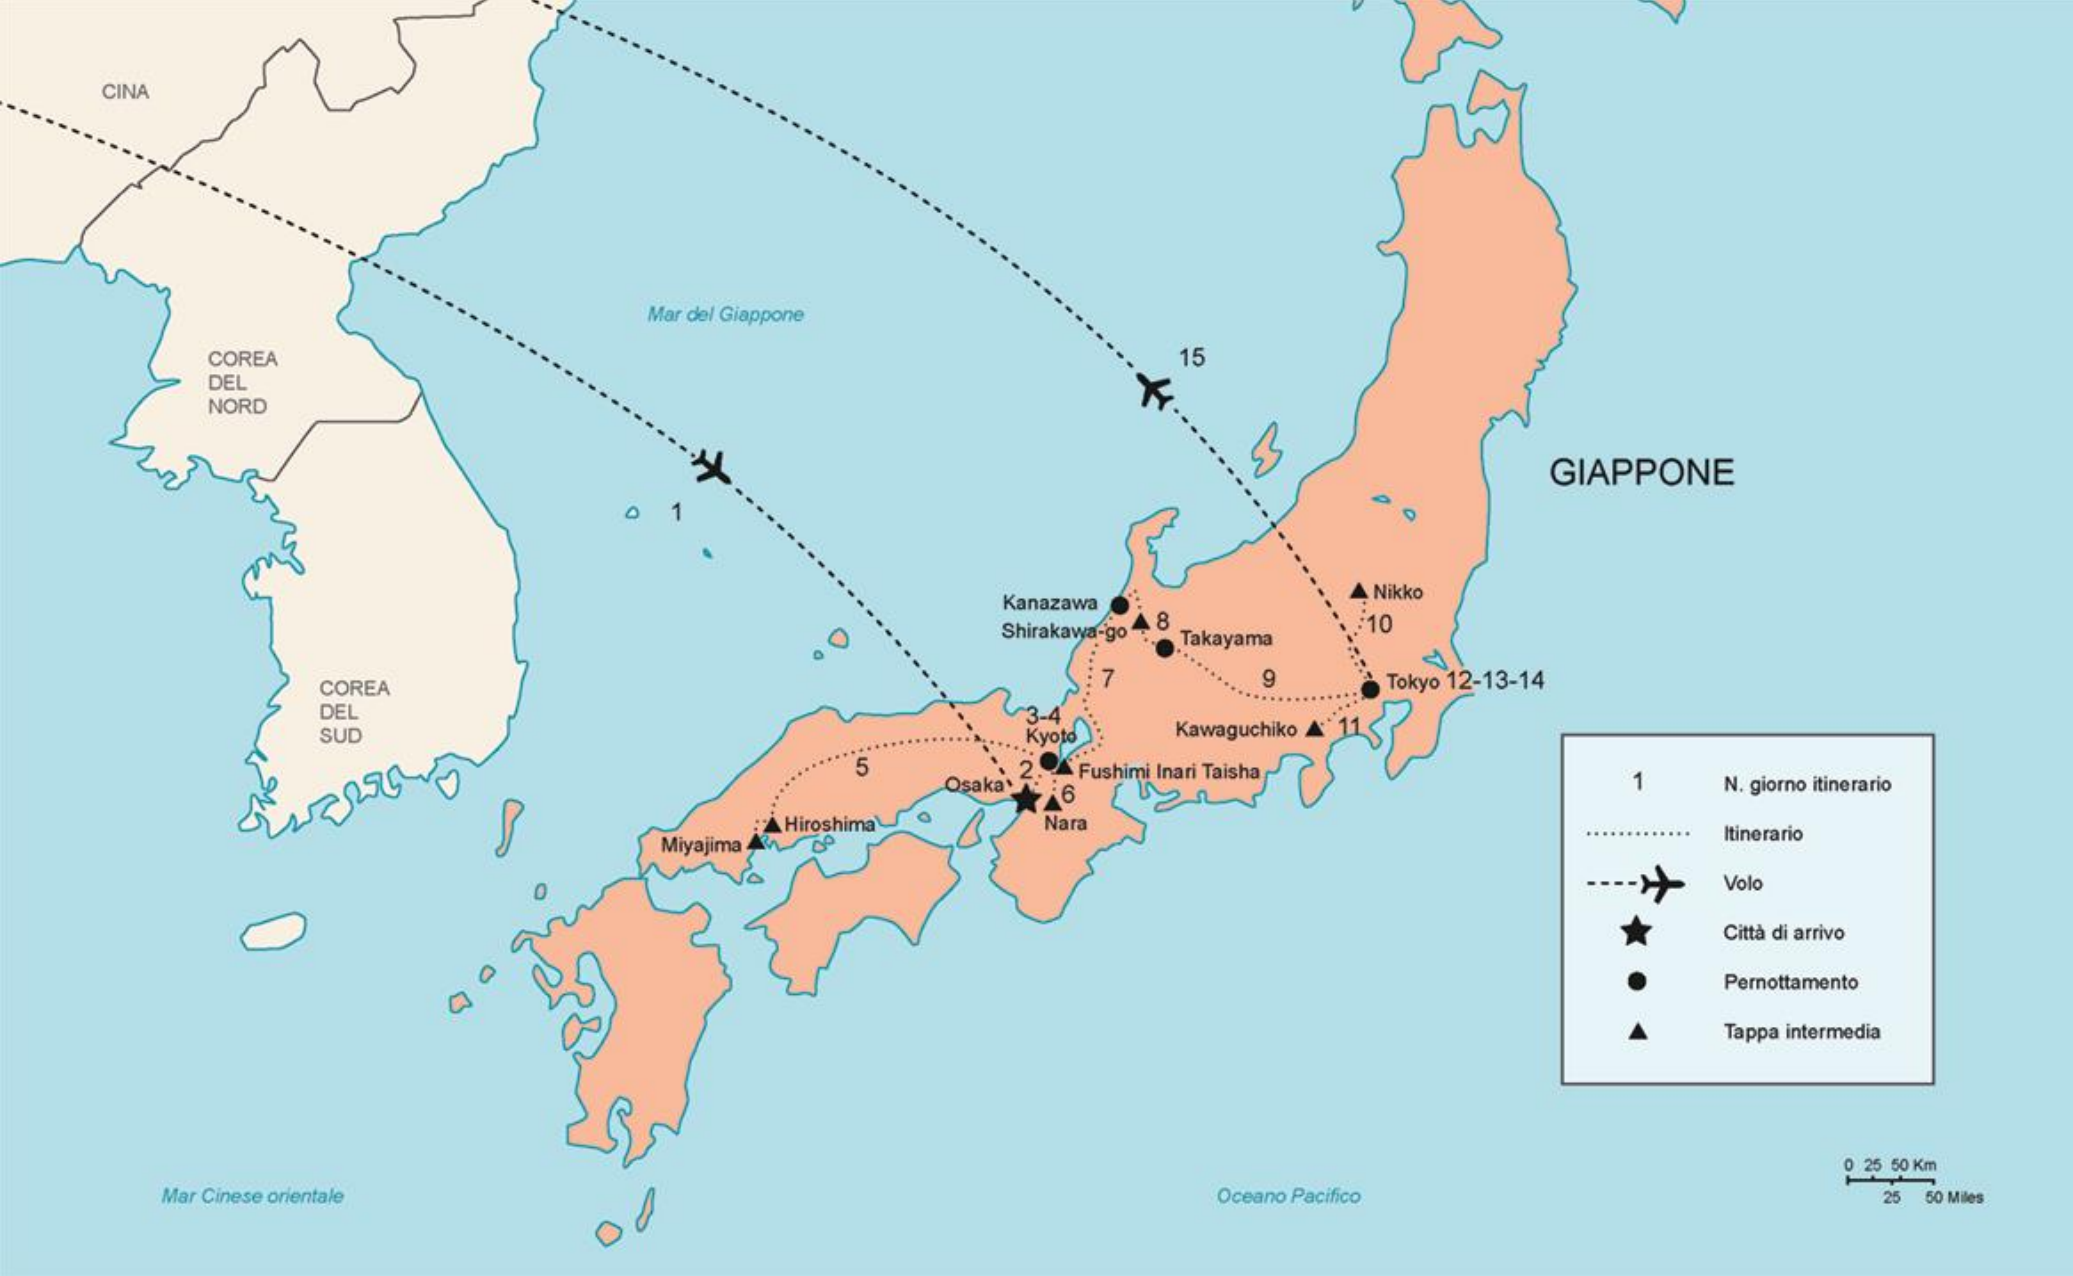 CINA
15
Mar del Giappone
COREA
DEL
NORD
GIAPPONE
1
Nikko
Kanazawa
10
8
Shirakawa-go
Takayama
7
9
Tokyo 12-13-14
COREA
DEL
SUD
3-4
Kyoto
Kawaguchiko
11
5
2
Fushimi Inari Taisha
Osaka
6
Nara
Hiroshima
Miyajima
1 N. giorno itinerario
Itinerario
Volo
Città di arrivo
Pernottamento
Tappa intermedia
0 25 50 Km
25 50 Miles
Mar Cinese orientale
Oceano Pacifico